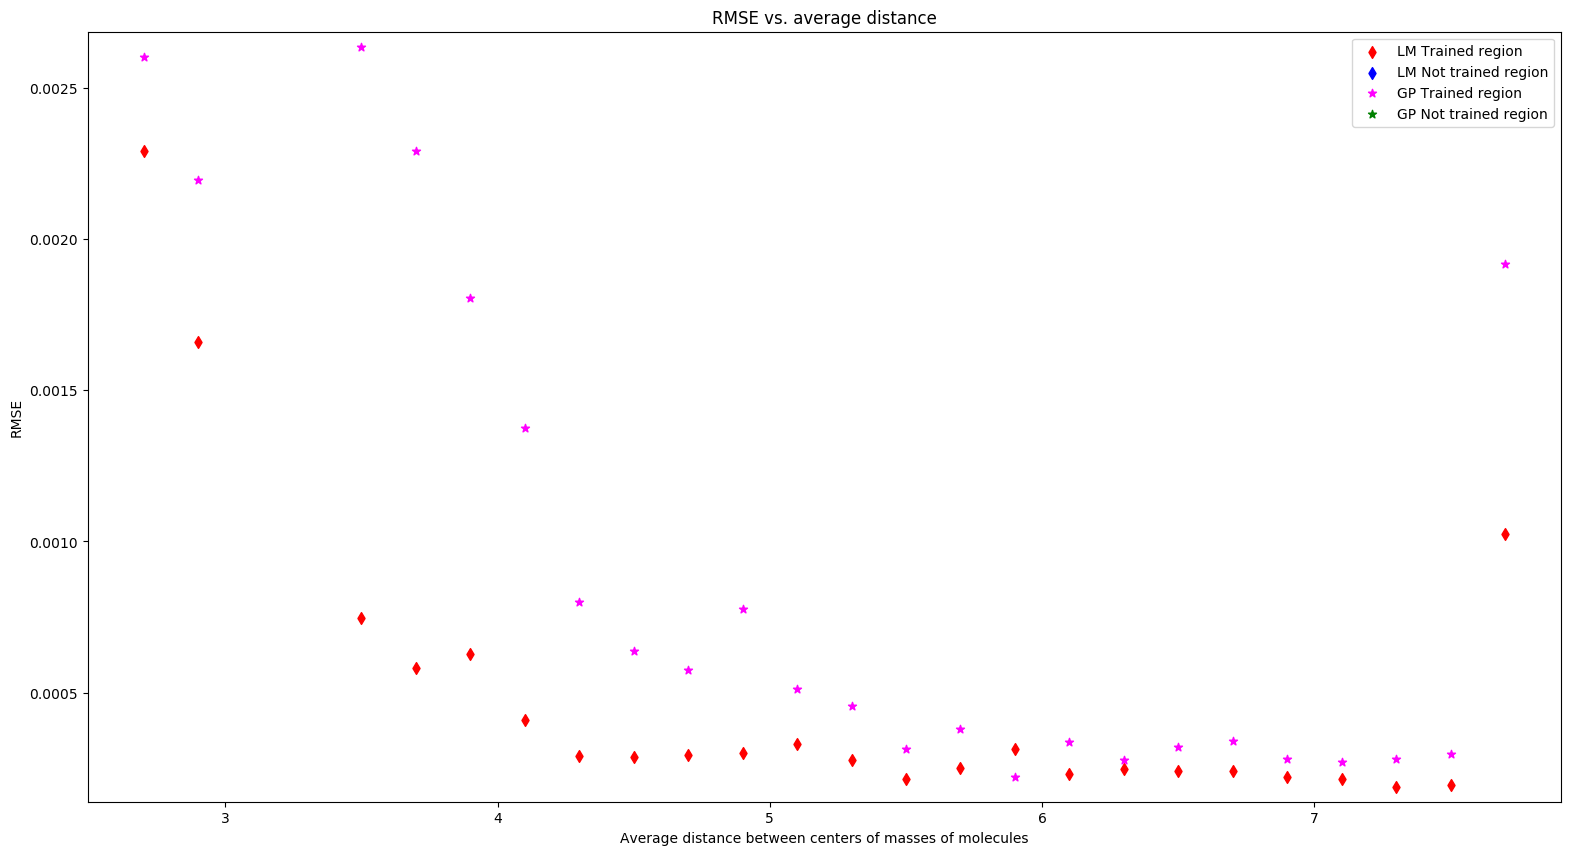 RMSE vs. average distance
LM Trained region
LM Not trained region
GP Trained region
GP Not trained region
0.0025
0.0020
0.0015
0.0010
0.0005
RMSE
3 4 5 6 7
Average distance between centers of masses of molecules